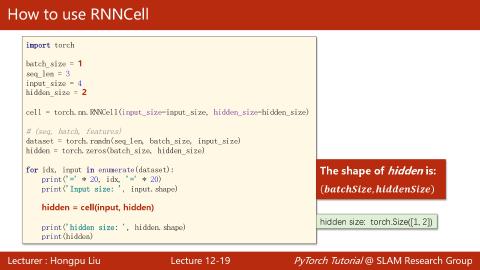 How to use RNNCell
import torch
batch_size = 1
seq_len = 3
input_size = 4
hidden_size = 2
cell = torch.nn.RNNCell(input_size=input_size, hidden_size=hidden_size)
# (seq, batch, features)
dataset = torch.randn(seq_len, batch_size, input_size)
hidden = torch.zeros(batch_size, hidden_size)
for idx, input in enumerate(dataset):
print('=' * 20, idx, '=' * 20)
print('Input size: ', input.shape)
hidden = cell(input, hidden)
print('hidden size: ', hidden.shape)
print(hidden)
The shape of hidden is:
(batchSize, hiddenSize)
hidden size: torch.Size([1, 2])
Lecturer : Hongpu Liu
Lecture 12-19
PyTorch Tutorial @ SLAM Research Group